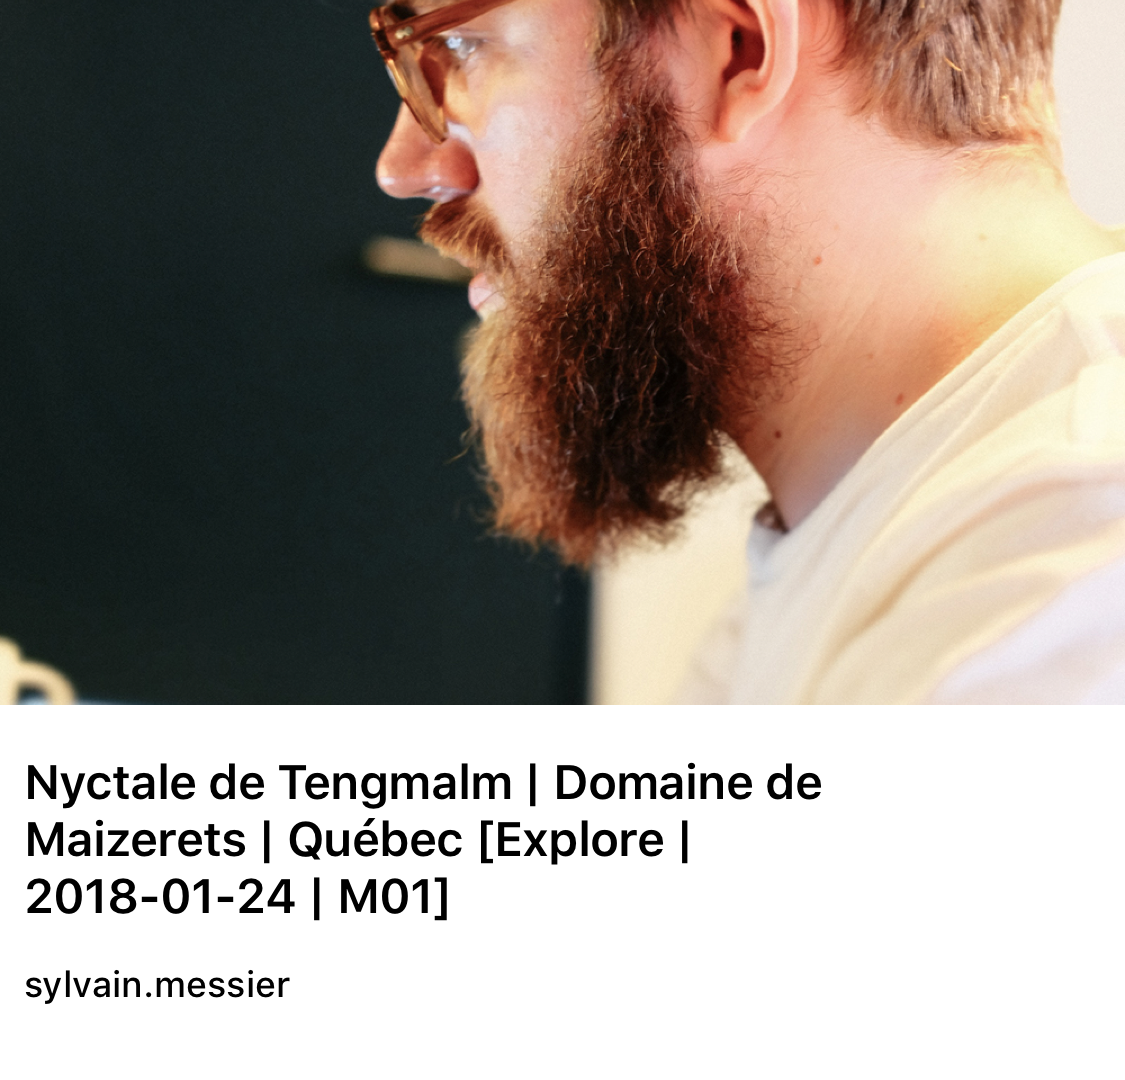 Nyctale de Tengmalm | Domaine de
Maizerets | Québec [Explore |
2018-01-24 | M01]
sylvain.messier